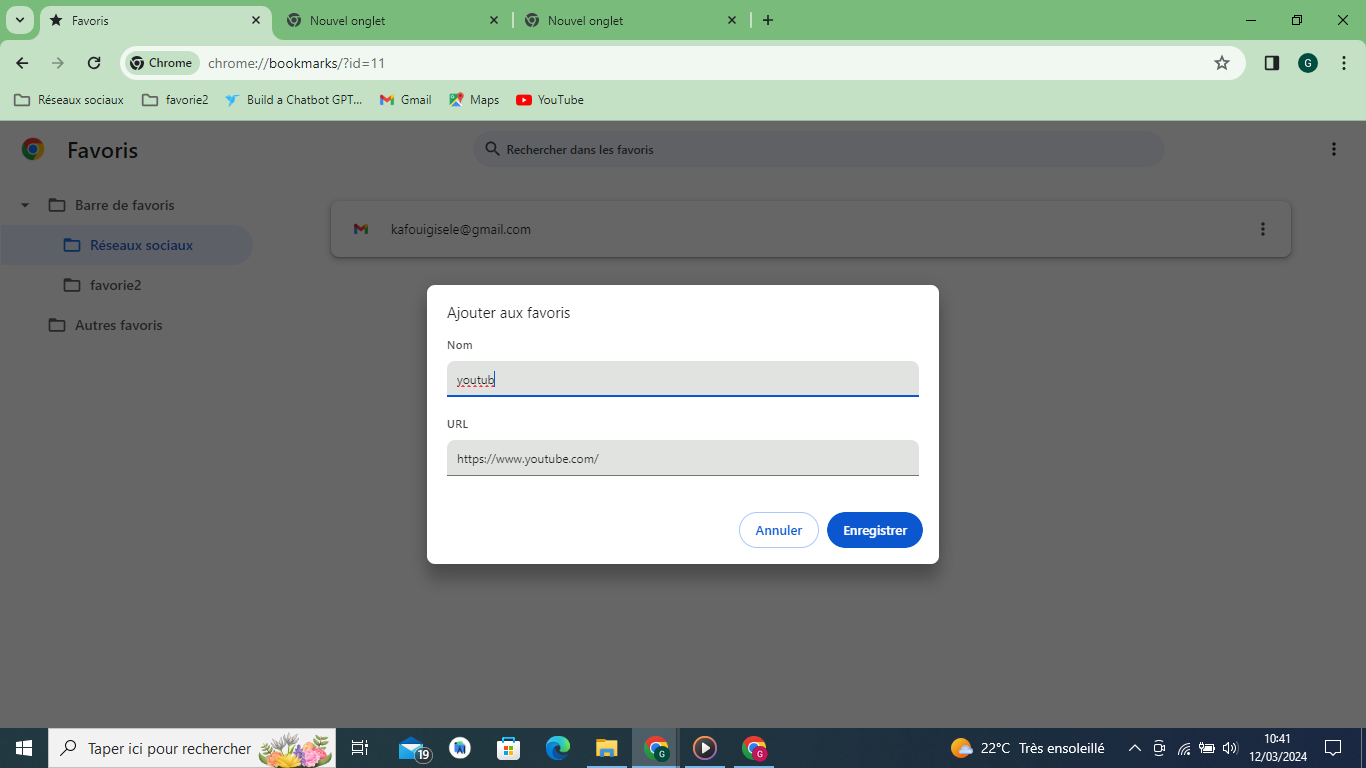 Favoris
Nouvel onglet
Nouvel onglet
Chrome
chrome://bookmarks/?id=11
G
Réseaux sociaux
favorie2
Build a Chatbot GPT...
Gmail
Maps
YouTube
Favoris
Rechercher dans les favoris
Barre de favoris
Réseaux sociaux
favorie2
Autres favoris
kafouigisele@gmail.com
Ajouter aux favoris
Nom
youtub
URL
https://www.youtube.com/
Annuler
Enregistrer
Taper ici pour rechercher
19
G
G
22°C Très ensoleillé
10:41
12/03/2024